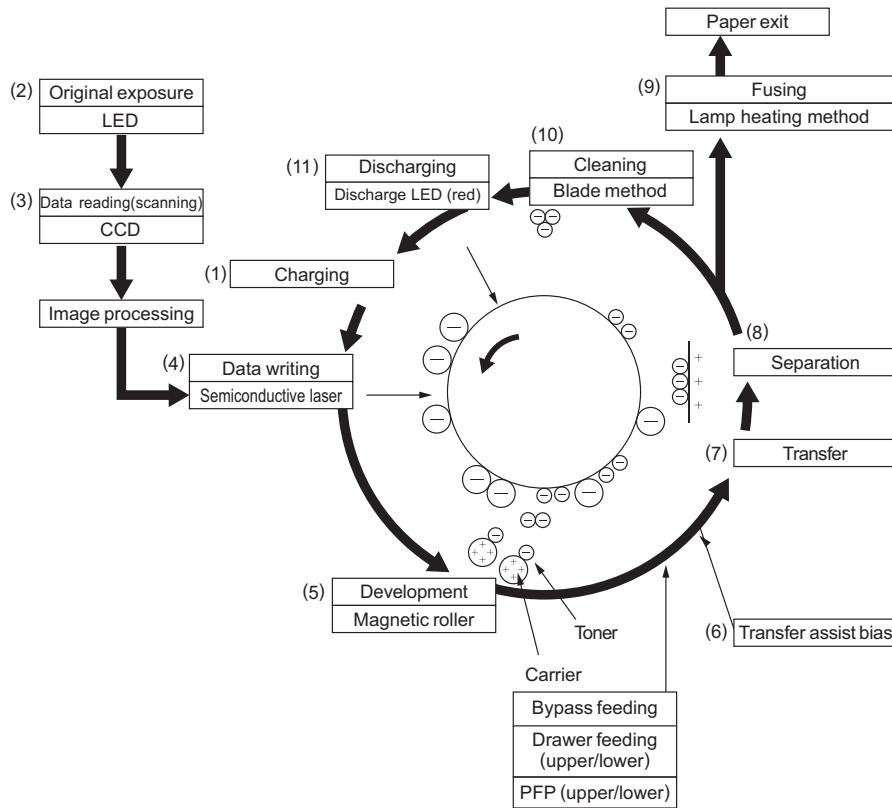 Paper exit
(2)
Original exposure
LED
(9)
Fusing
Lamp heating method
(10)
Cleaning
Blade method
(11)
Discharging
Discharge LED (red)
(3)
Data reading(scanning)
CCD
(1)
Charging
Image processing
(4)
Data writing
Semiconductive laser
(8)
Separation
(7)
Transfer
(5)
Development
Magnetic roller
Toner
(6)
Transfer assist bias
Carrier
Bypass feeding
Drawer feeding
(upper/lower)
PFP (upper/lower)